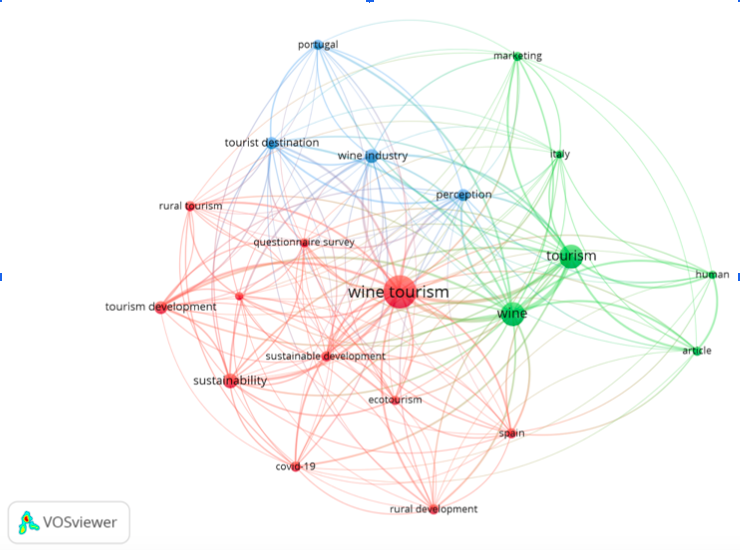 portugal
marketing
tourist destination
wine industry
italy
perception
rural tourism
questionnaire survey
tourism
human
wine tourism
tourism development
wine
article
sustainable development
sustainability
ecotourism
spain
covid-19
rural development
VOSviewer